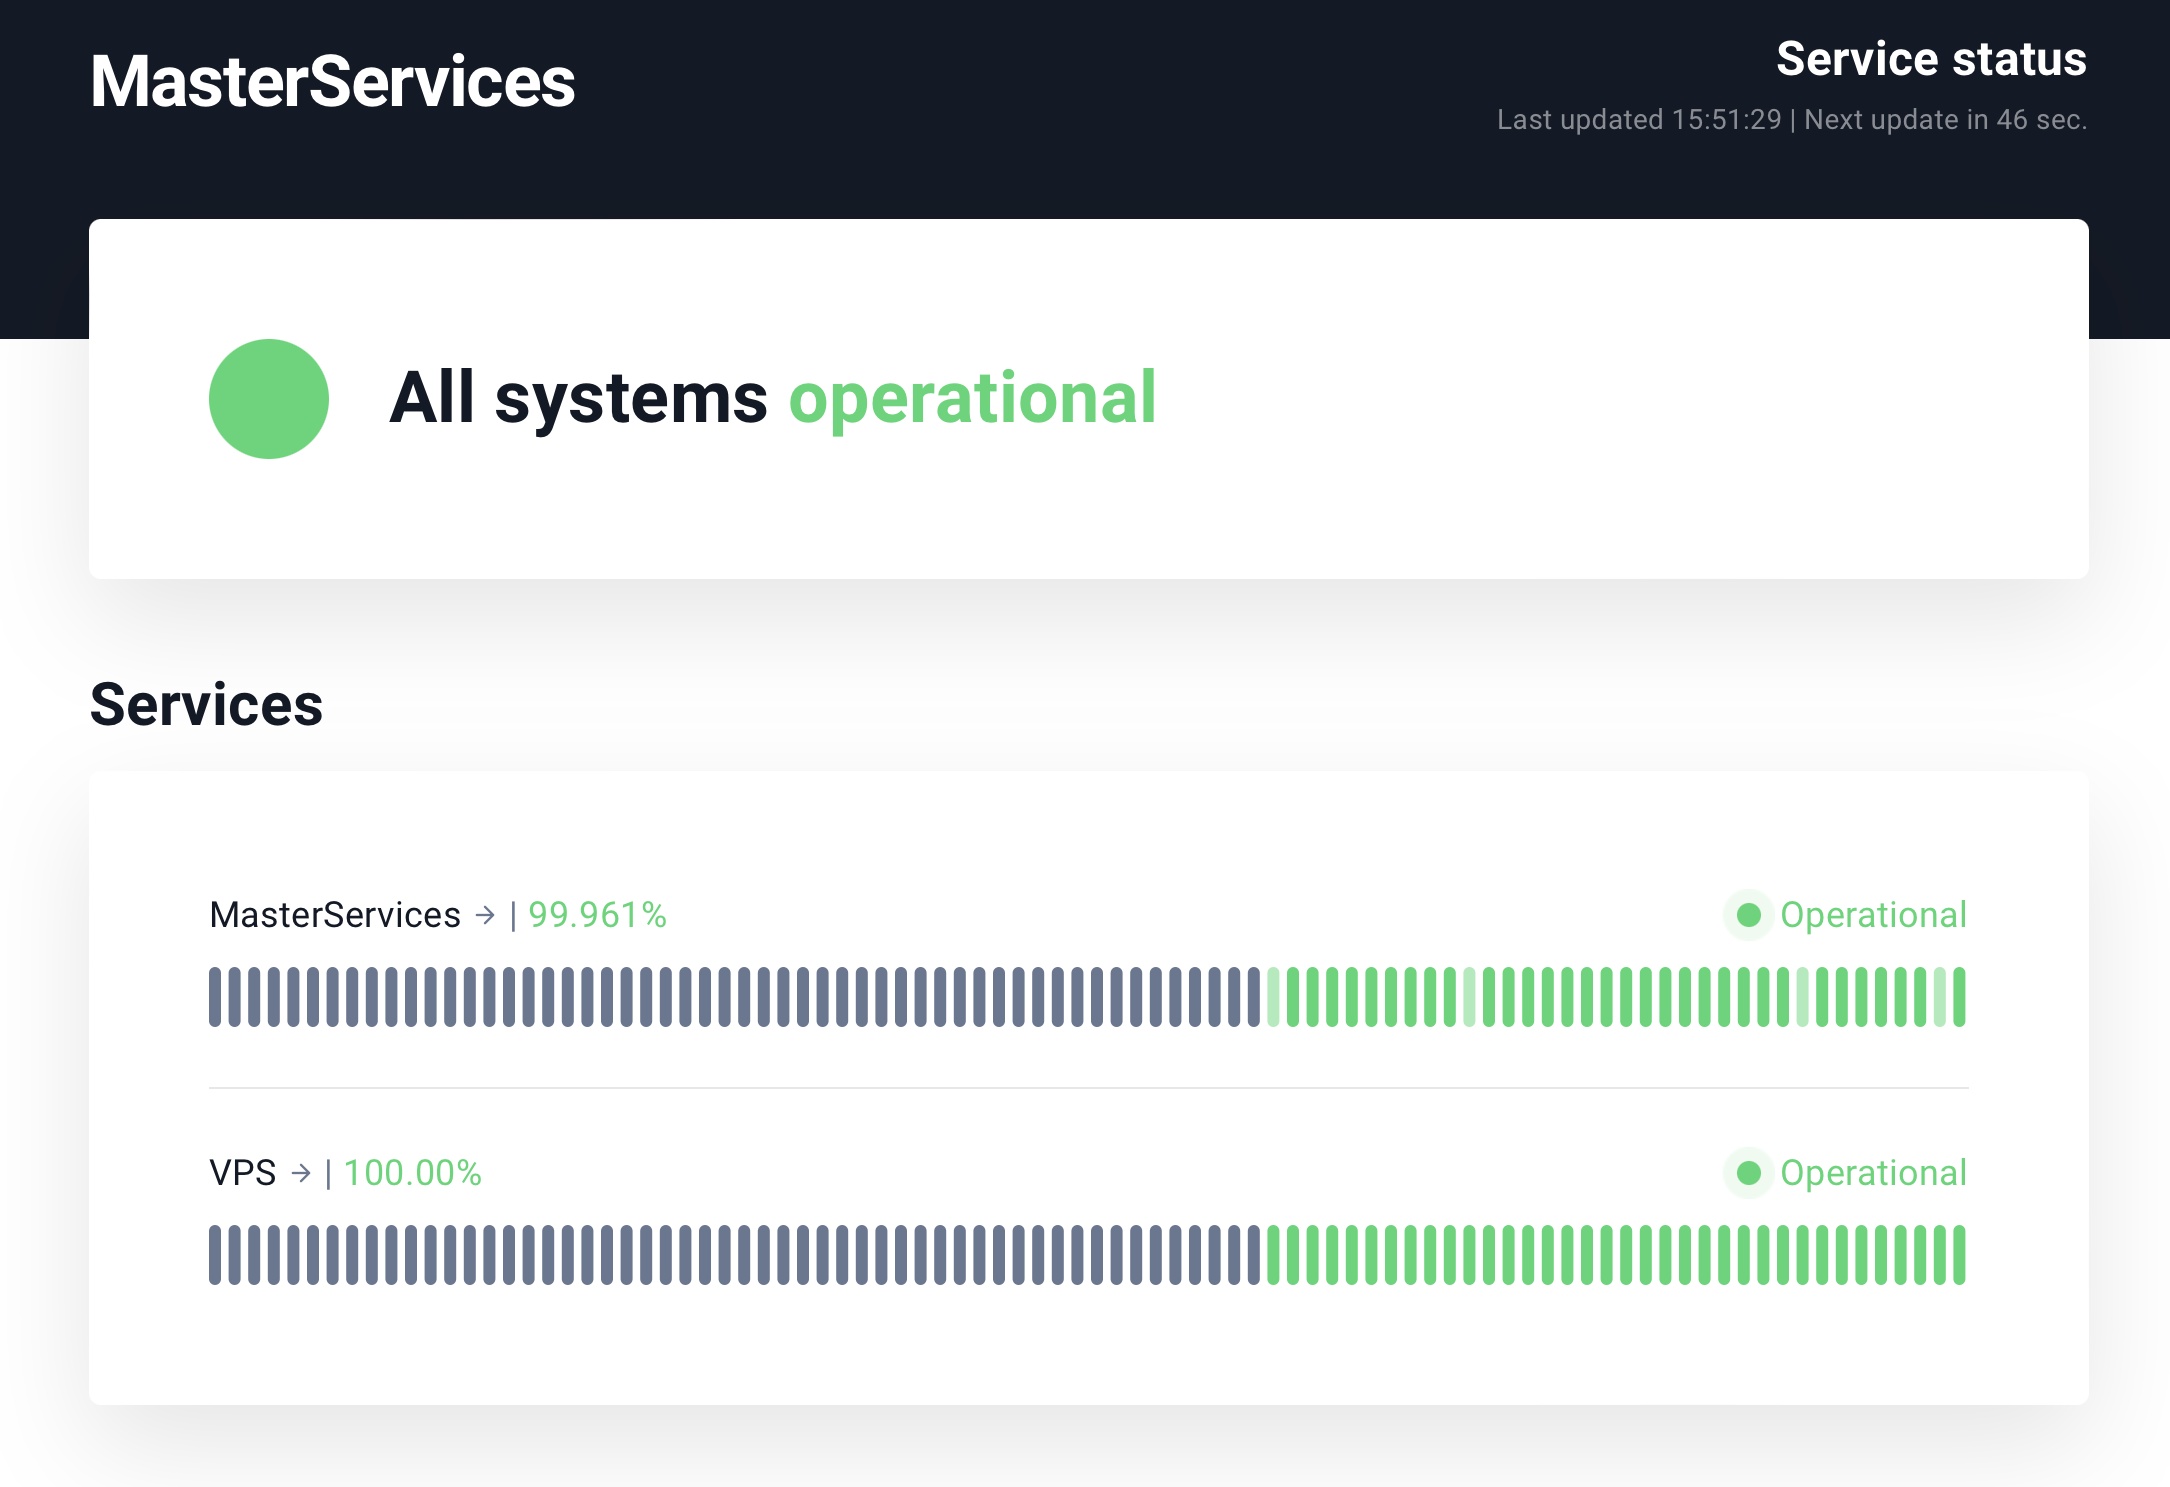 MasterServices
Service status
Last updated 15:51:29 | Next update in 46 sec.
All systems operational
Services
MasterServices → | 99.961%
Operational
VPS → | 100.00%
Operational